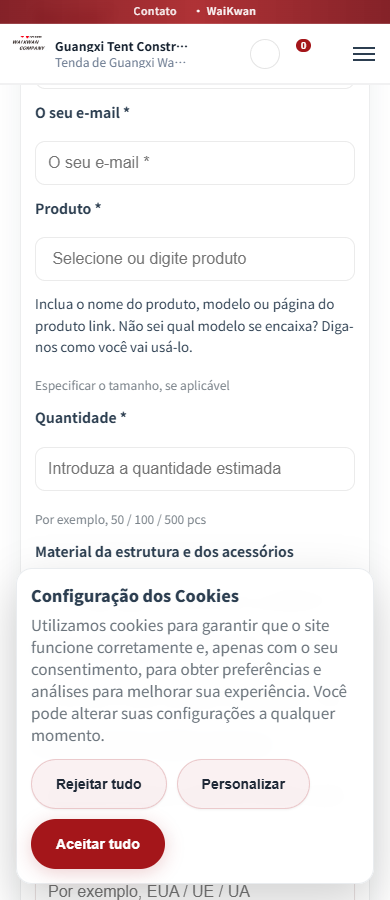 Contato • WaiKwan
WAIKWAN
COMPANY
Guangxi Tent Constr···
Tenda de Guangxi Wa···
0
O seu e-mail *
O seu e-mail *
Produto *
Selecione ou digite produto
Inclua o nome do produto, modelo ou página do
produto link. Não sei qual modelo se encaixa? Diga-
nos como você vai usá-lo.
Especificar o tamanho, se aplicável
Quantidade *
Introduza a quantidade estimada
Por exemplo, 50 / 100 / 500 pcs
Material da estrutura e dos acessórios
Configuração dos Cookies
Utilizamos cookies para garantir que o site
funcione corretamente e, apenas com o seu
consentimento, para obter preferências e
análises para melhorar sua experiência. Você
pode alterar suas configurações a qualquer
momento.
Rejeitar tudo
Personalizar
Aceitar tudo
Por exemplo, EUA / UE / UA